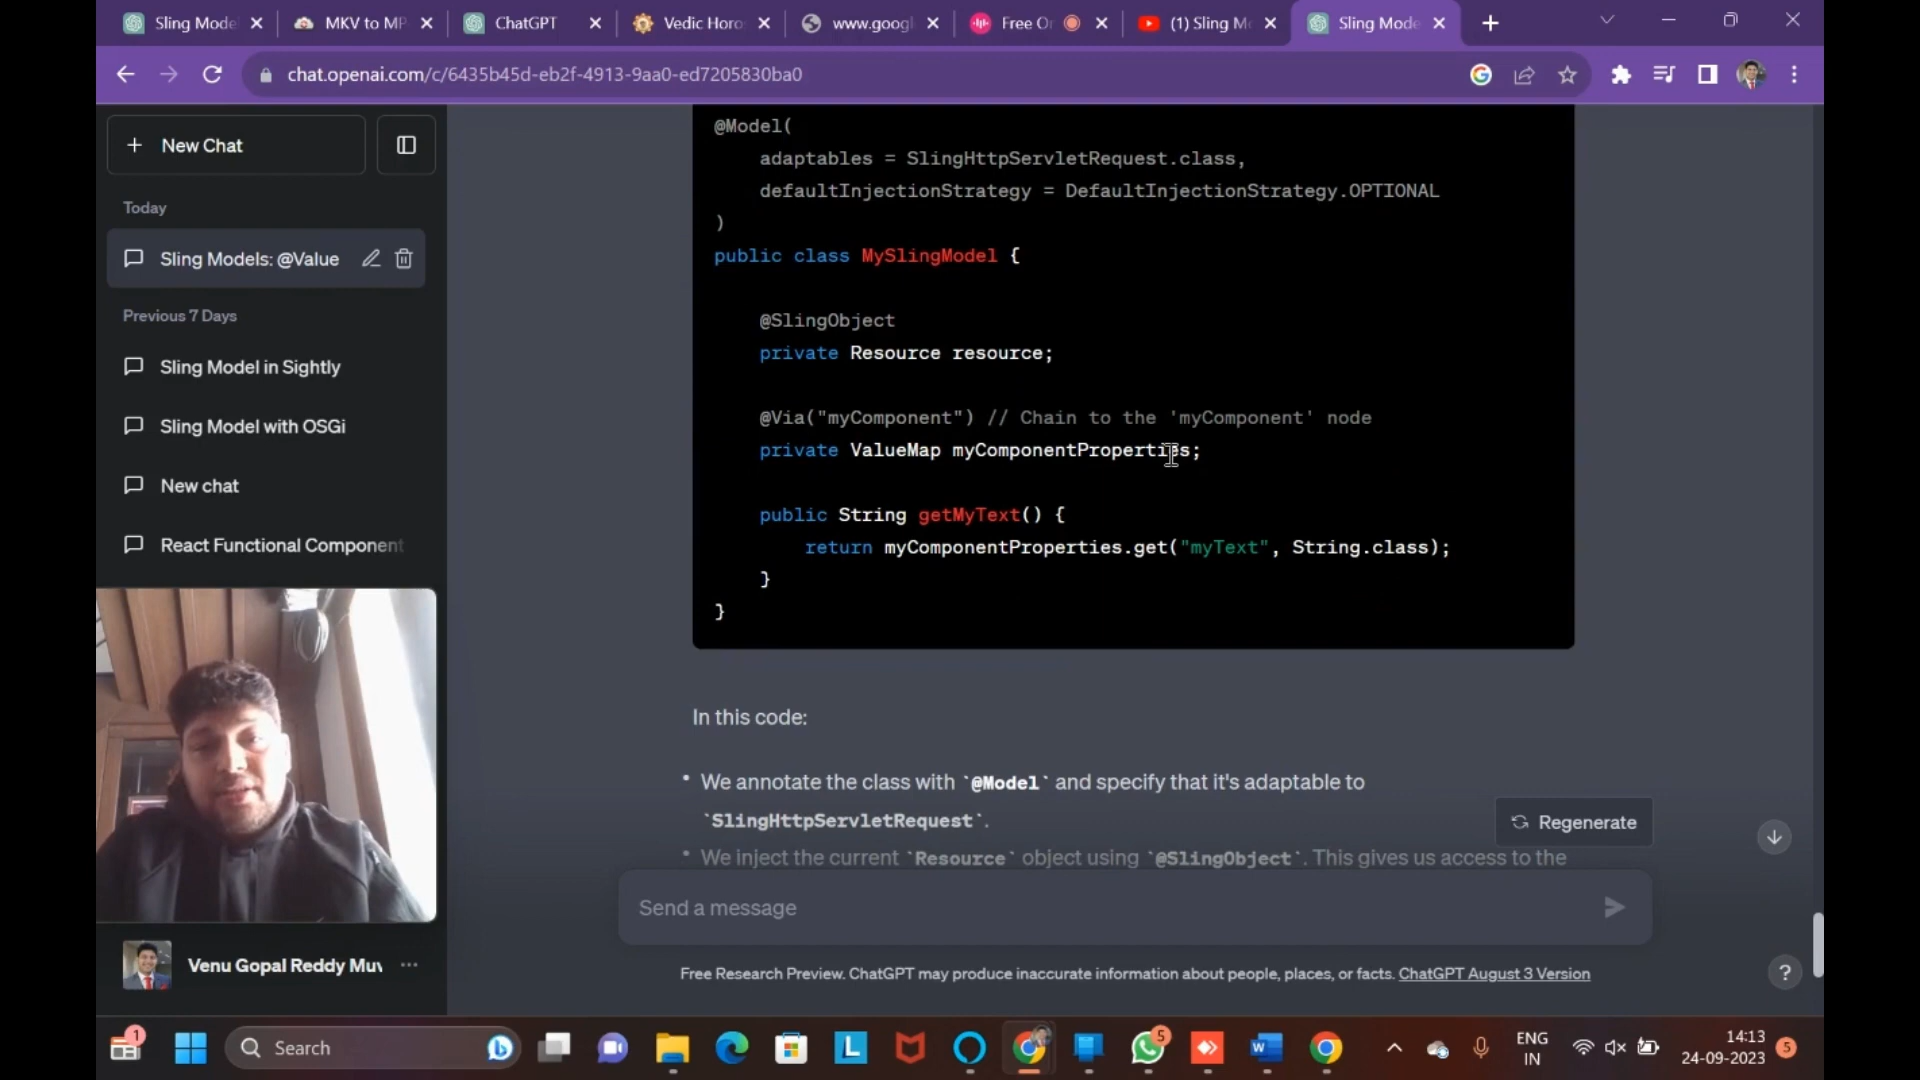 Sling Mode
MKV to MP
ChatGPT
Vedic Horo
www.googl
Free Or
(1) Sling Mo
Sling Mode
chat.openai.com/c/6435b45d-eb2f-4913-9aa0-ed7205830ba0
New Chat
Today
Sling Models: @Value
Previous 7 Days
Sling Model in Sightly
Sling Model with OSGi
New chat
React Functional Component
Venu Gopal Reddy Muv
@Model(
adaptables = SlingHttpServletRequest.class,
defaultInjectionStrategy = DefaultInjectionStrategy.OPTIONAL
)
public class MySlingModel {
@SlingObject
private Resource resource;
@Via("myComponent") // Chain to the 'myComponent' node
private ValueMap myComponentProperties;
public String getMyText() {
return myComponentProperties.get("myText", String.class);
}
}
In this code:
• We annotate the class with `@Model` and specify that it's adaptable to
`SlingHttpServletRequest`.
• We inject the current `Resource` object using `@SlingObject`. This gives us access to the
Regenerate
Send a message
Free Research Preview. ChatGPT may produce inaccurate information about people, places, or facts. ChatGPT August 3 Version
?
1
Search
L
5
W
ENG
IN
14:13
24-09-2023
5